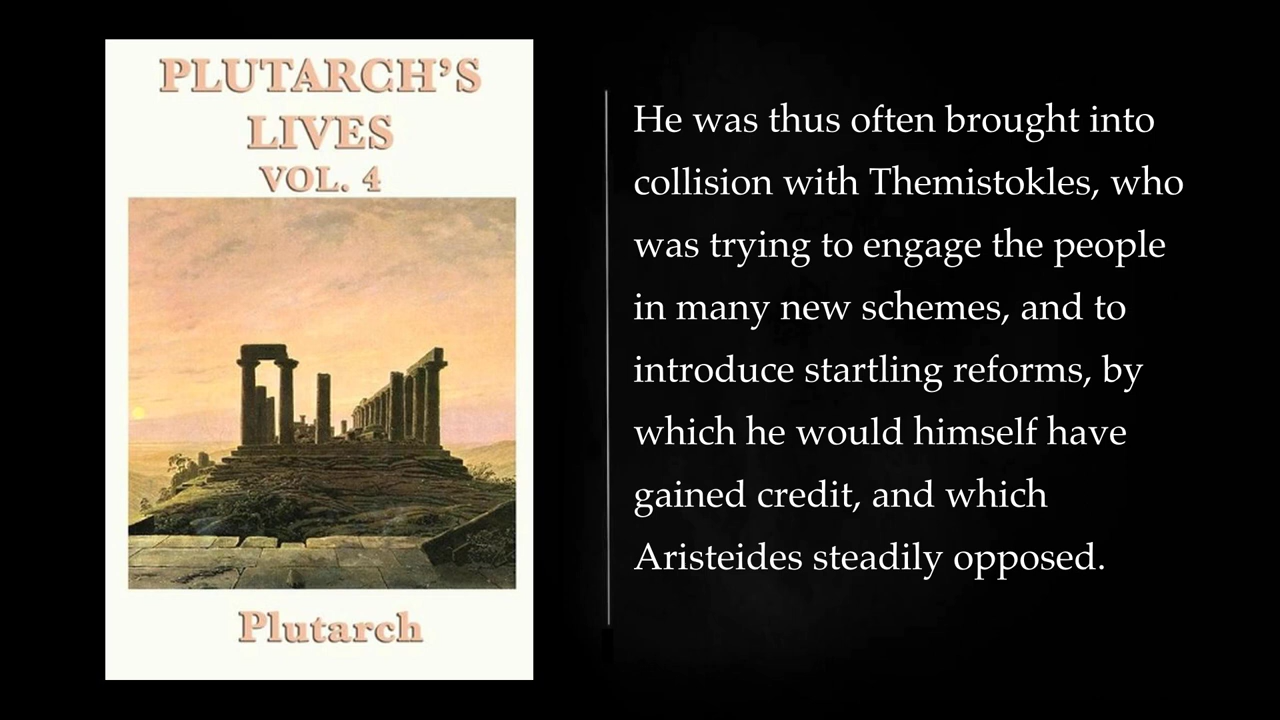 PLUTARCH'S
LIVES
VOL. 4
Plutarch
He was thus often brought into
collision with Themistokles, who
was trying to engage the people
in many new schemes, and to
introduce startling reforms, by
which he would himself have
gained credit, and which
Aristeides steadily opposed.